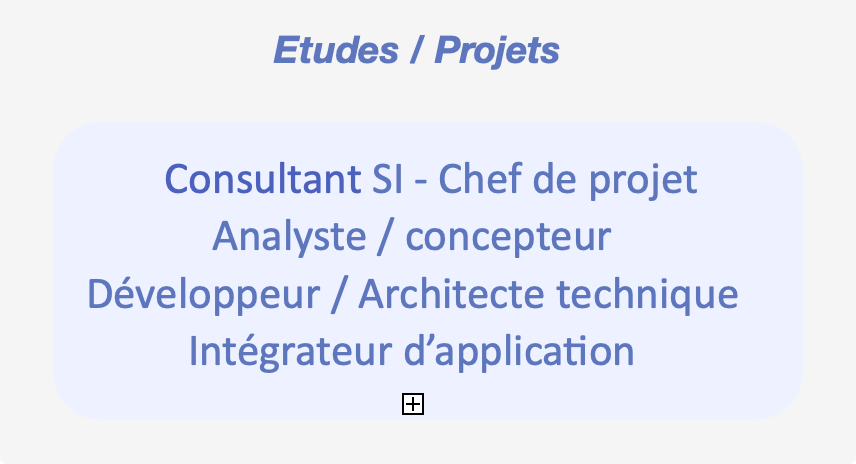 Etudes / Projets
Consultant SI - Chef de projet
Analyste / concepteur
Développeur / Architecte technique
Intégrateur d’application